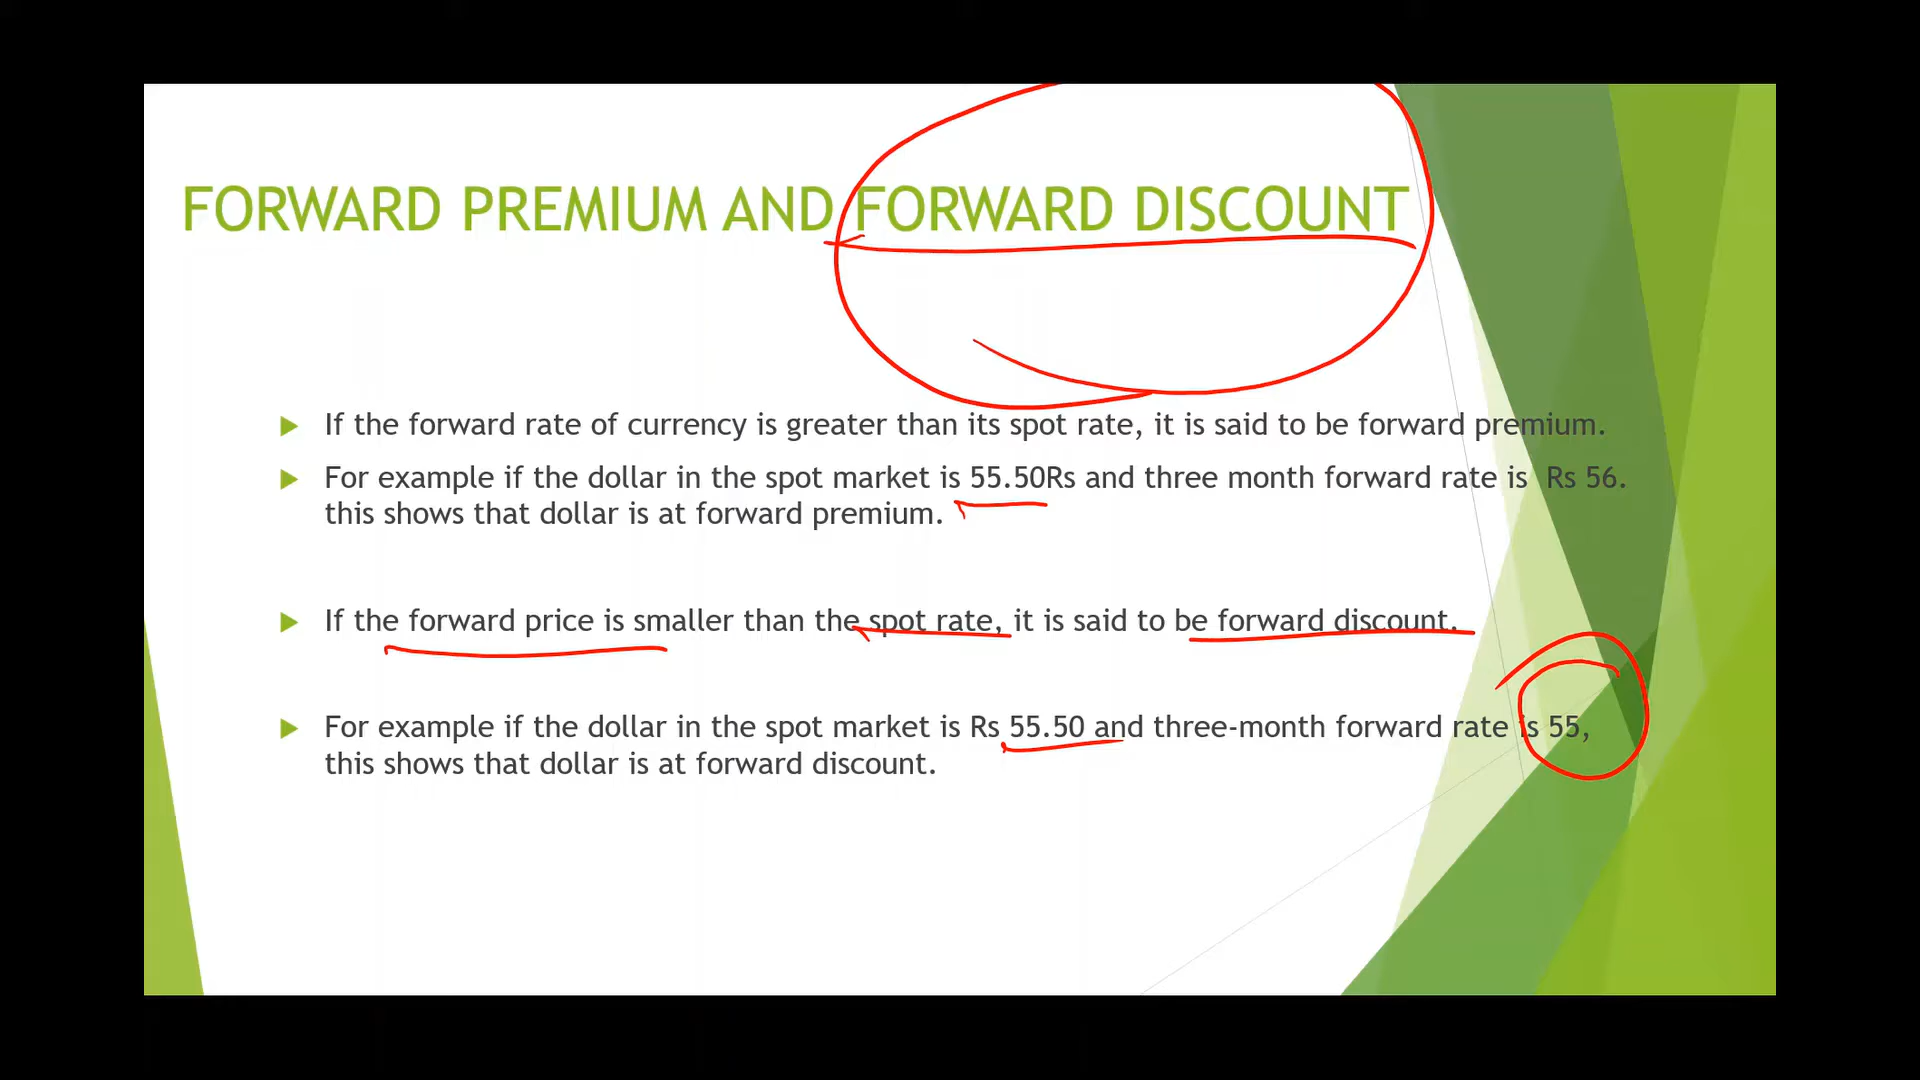 FORWARD PREMIUM AND FORWARD DISCOUNT
If the forward rate of currency is greater than its spot rate, it is said to be forward premium.
For example if the dollar in the spot market is 55.50Rs and three month forward rate is  Rs 56.
this shows that dollar is at forward premium.
If the forward price is smaller than the spot rate, it is said to be forward discount.
For example if the dollar in the spot market is Rs 55.50 and three-month forward rate is 55,
this shows that dollar is at forward discount.